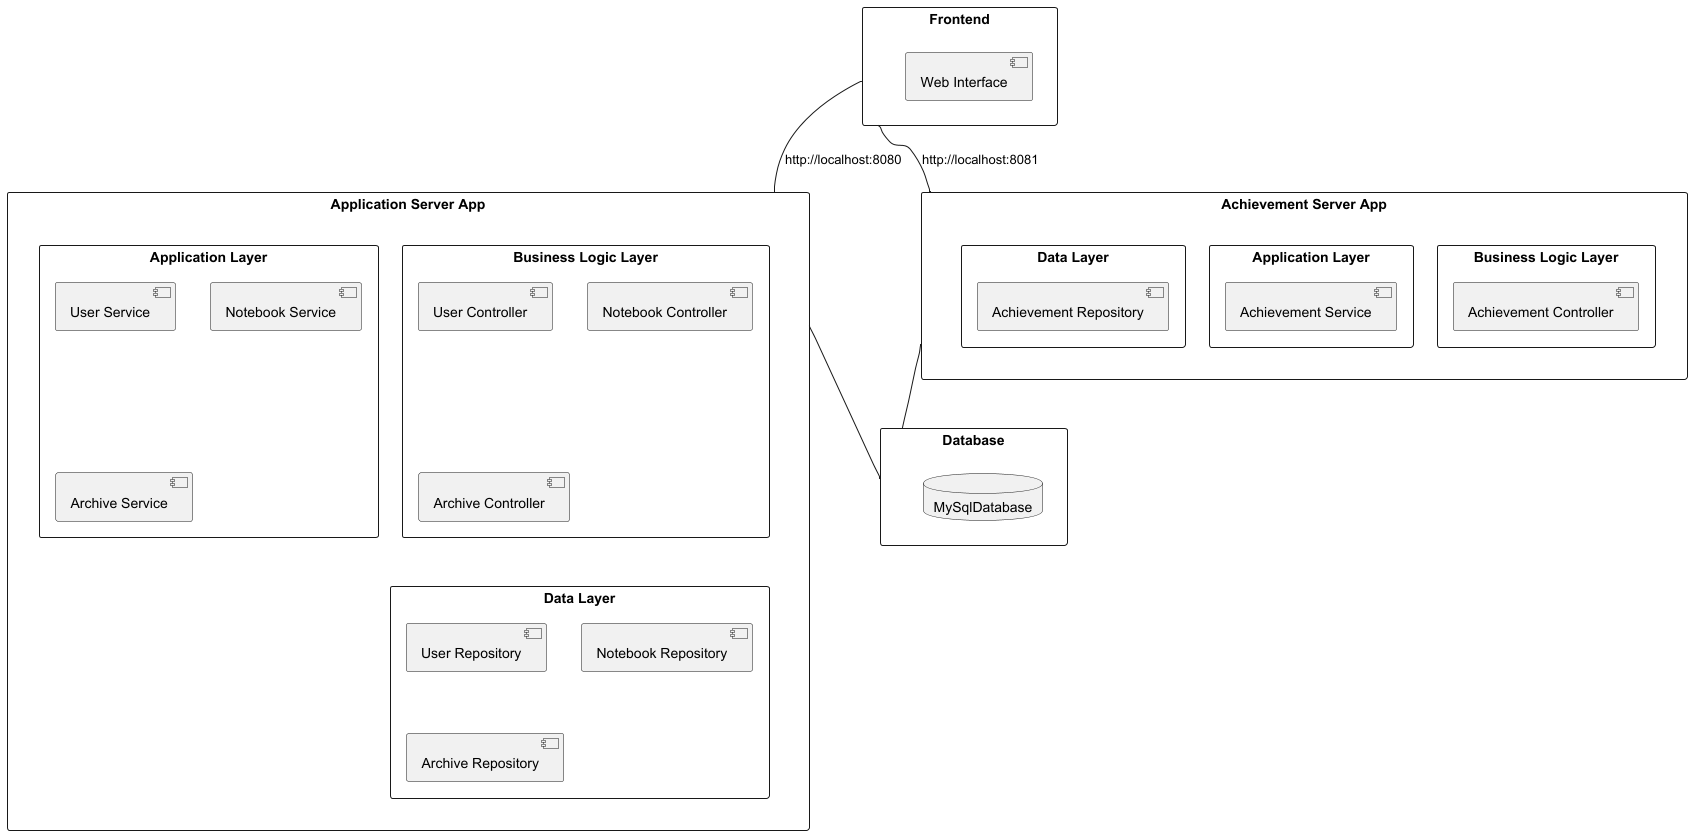 Frontend
Web Interface
http://localhost:8080
http://localhost:8081
Application Server App
Application Layer
User Service
Notebook Service
Archive Service
Business Logic Layer
User Controller
Notebook Controller
Archive Controller
Data Layer
User Repository
Notebook Repository
Archive Repository
Achievement Server App
Data Layer
Achievement Repository
Application Layer
Achievement Service
Business Logic Layer
Achievement Controller
Database
MySqlDatabase